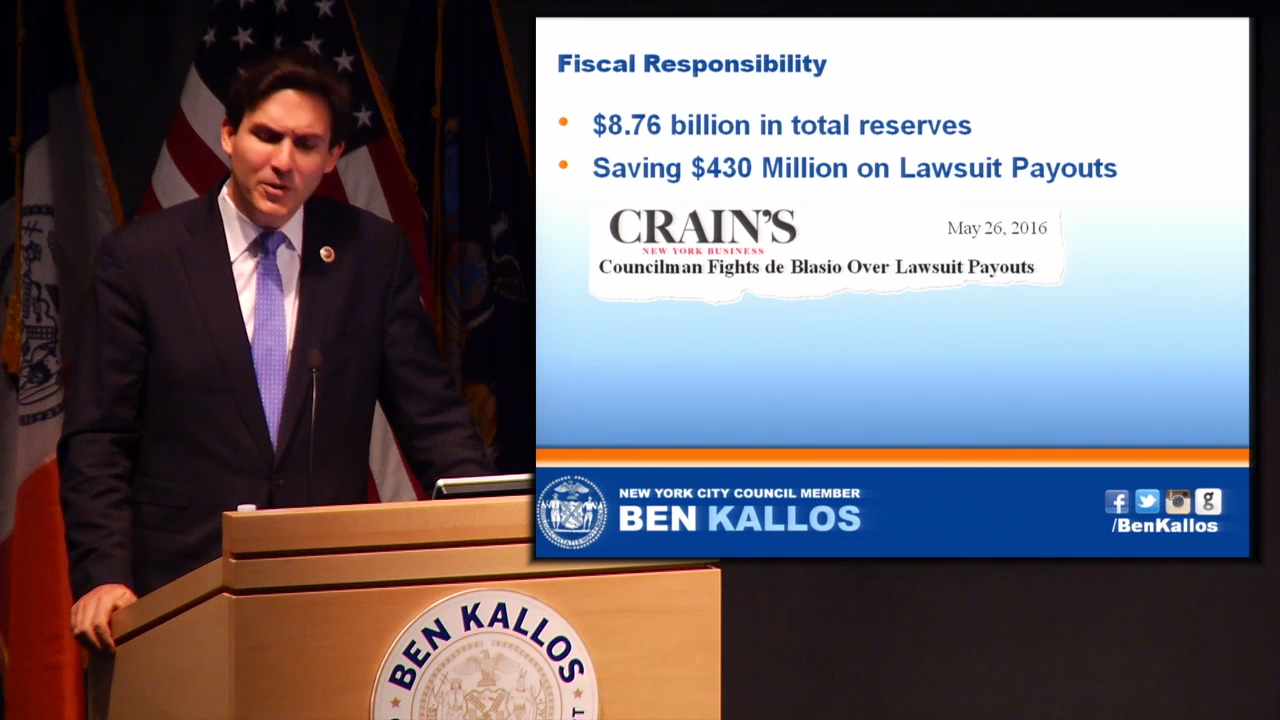 Fiscal Responsibility
• $8.76 billion in total reserves
• Saving $430 Million on Lawsuit Payouts
CRAIN'S
NEW YORK BUSINESS
May 26, 2016
Councilman Fights de Blasio Over Lawsuit Payouts
NEW YORK CITY COUNCIL MEMBER
BEN KALLOS
/BenKallos
BEN KALLOS